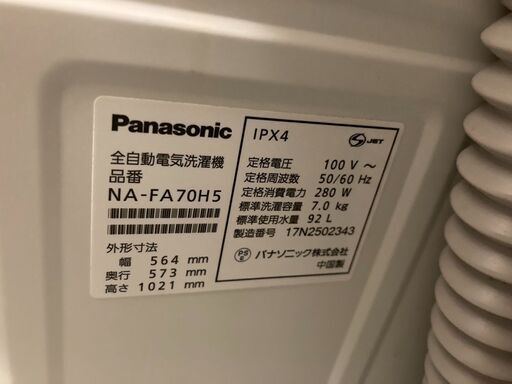 Panasonic
全自動電気洗濯機
品番
NA-FA70H5
外形寸法
幅 564 mm
奥行 573 mm
高さ 1021 mm
IPX4
S JET
定格電圧 100 V ～
定格周波数 50/60 Hz
定格消費電力 280 W
標準洗濯容量 7.0 kg
標準使用水量 92 L
製造番号 17N2502343
PS E パナソニック株式会社
中国製